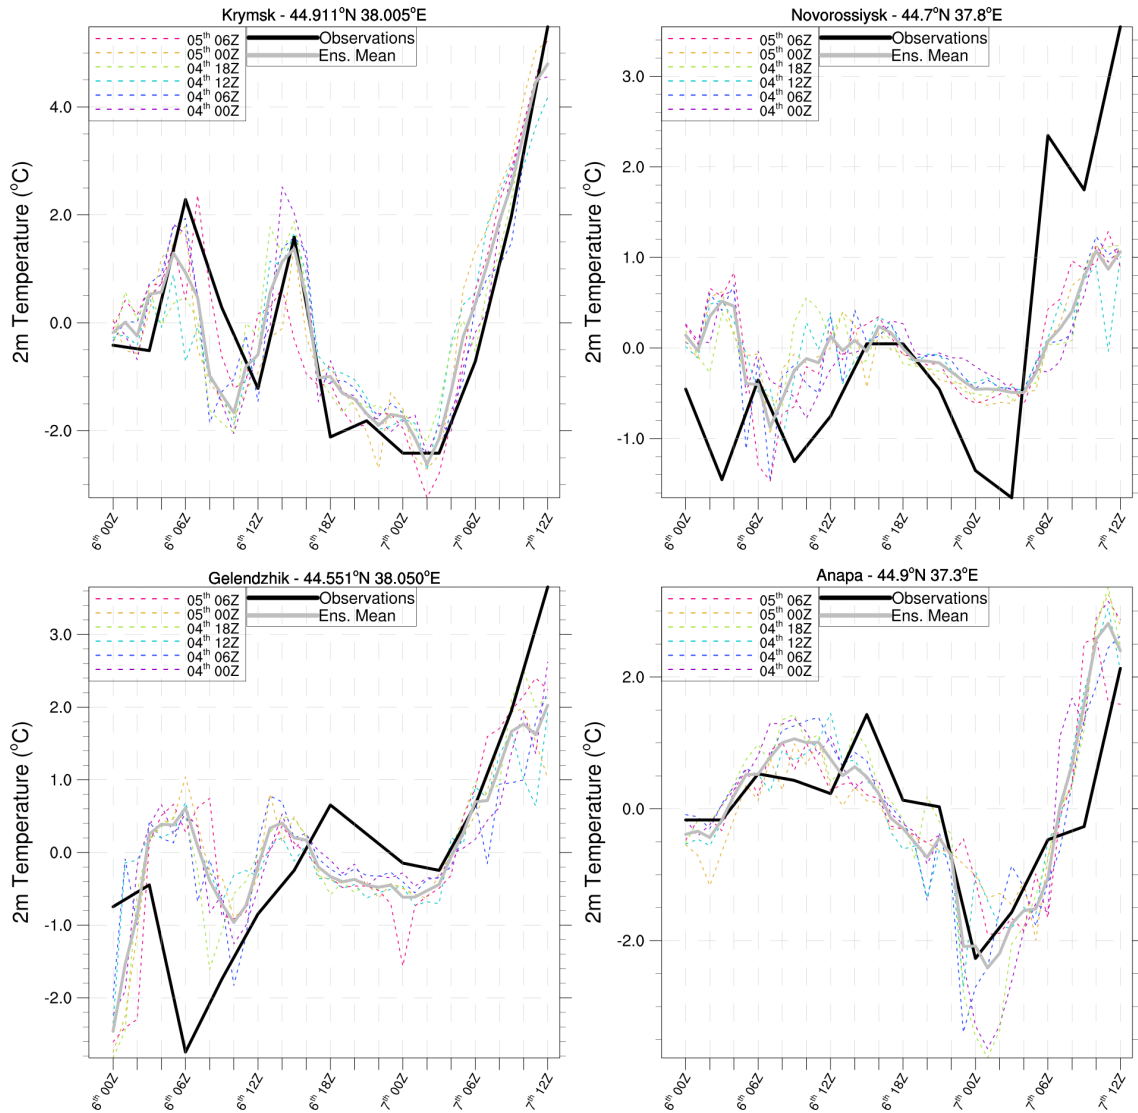 Krymsk - 44.911°N 38.005°E
05th 06Z
05th 00Z
04th 18Z
04th 12Z
04th 06Z
04th 00Z
Observations
Ens. Mean
2m Temperature (°C)
4.0
2.0
0.0
-2.0
6th 00Z
6th 06Z
6th 12Z
6th 18Z
7th 00Z
7th 06Z
7th 12Z
Novorossiysk - 44.7°N 37.8°E
05th 06Z
05th 00Z
04th 18Z
04th 12Z
04th 06Z
04th 00Z
Observations
Ens. Mean
2m Temperature (°C)
3.0
2.0
1.0
0.0
-1.0
6th 00Z
6th 06Z
6th 12Z
6th 18Z
7th 00Z
7th 06Z
7th 12Z
Gelendzhik - 44.551°N 38.050°E
05th 06Z
05th 00Z
04th 18Z
04th 12Z
04th 06Z
04th 00Z
Observations
Ens. Mean
2m Temperature (°C)
3.0
2.0
1.0
0.0
-1.0
-2.0
6th 00Z
6th 06Z
6th 12Z
6th 18Z
7th 00Z
7th 06Z
7th 12Z
Anapa - 44.9°N 37.3°E
05th 06Z
05th 00Z
04th 18Z
04th 12Z
04th 06Z
04th 00Z
Observations
Ens. Mean
2m Temperature (°C)
2.0
0.0
-2.0
6th 00Z
6th 06Z
6th 12Z
6th 18Z
7th 00Z
7th 06Z
7th 12Z